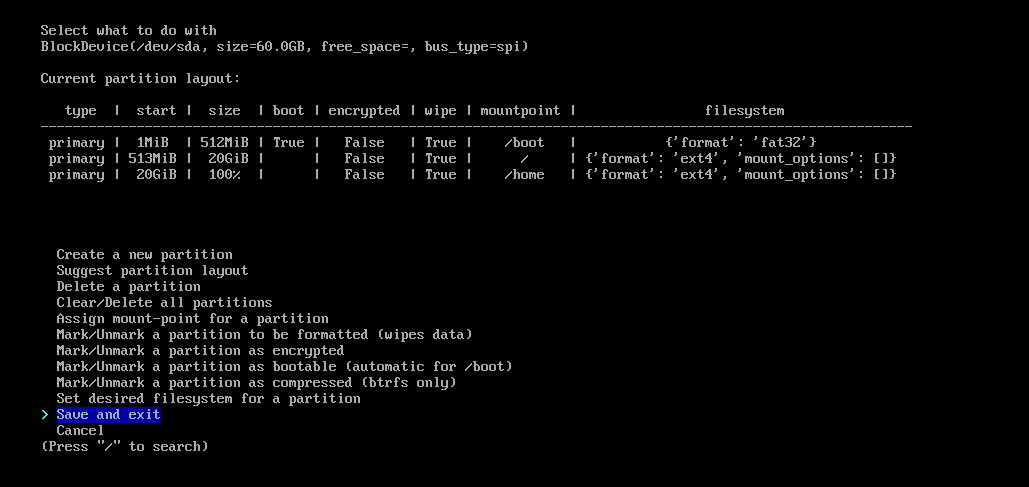 Select what to do with
BlockDevice(/dev/sda, size=60.0GB, free_space=, bus_type=spi)
Current partition layout:
type | start | size | boot | encrypted | wipe | mountpoint | filesystem
----------------------------------------------------------------------------------------------------------------
primary | 1MiB | 512MiB | True | False | True | /boot | {'format': 'fat32'}
primary | 513MiB | 20GiB | | False | True | / | {'format': 'ext4', 'mount_options': []}
primary | 20GiB | 100% | | False | True | /home | {'format': 'ext4', 'mount_options': []}
Create a new partition
Suggest partition layout
Delete a partition
Clear/Delete all partitions
Assign mount-point for a partition
Mark/Unmark a partition to be formatted (wipes data)
Mark/Unmark a partition as encrypted
Mark/Unmark a partition as bootable (automatic for /boot)
Mark/Unmark a partition as compressed (btrfs only)
Set desired filesystem for a partition
> Save and exit
Cancel
(Press "/" to search)